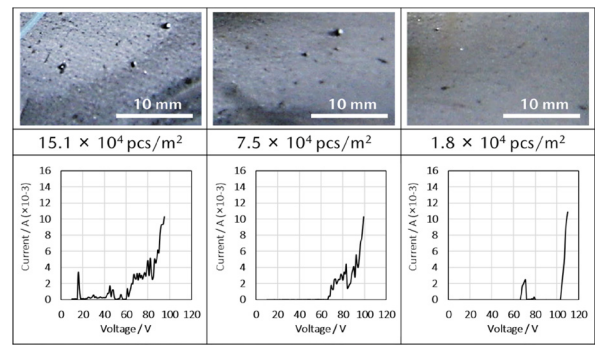 10 mm 10 mm 10 mm
15.1 × 10⁴ pcs/m² 7.5 × 10⁴ pcs/m² 1.8 × 10⁴ pcs/m²
16 16 16
14 14 14
12 12 12
10 10 10
8 8 8
6 6 6
4 4 4
2 2 2
0 0 0
Current / A (×10-3) Current / A (×10-3) Current / A (×10-3)
0 20 40 60 80 100 120 0 20 40 60 80 100 120 0 20 40 60 80 100 120
Voltage / V Voltage / V Voltage / V